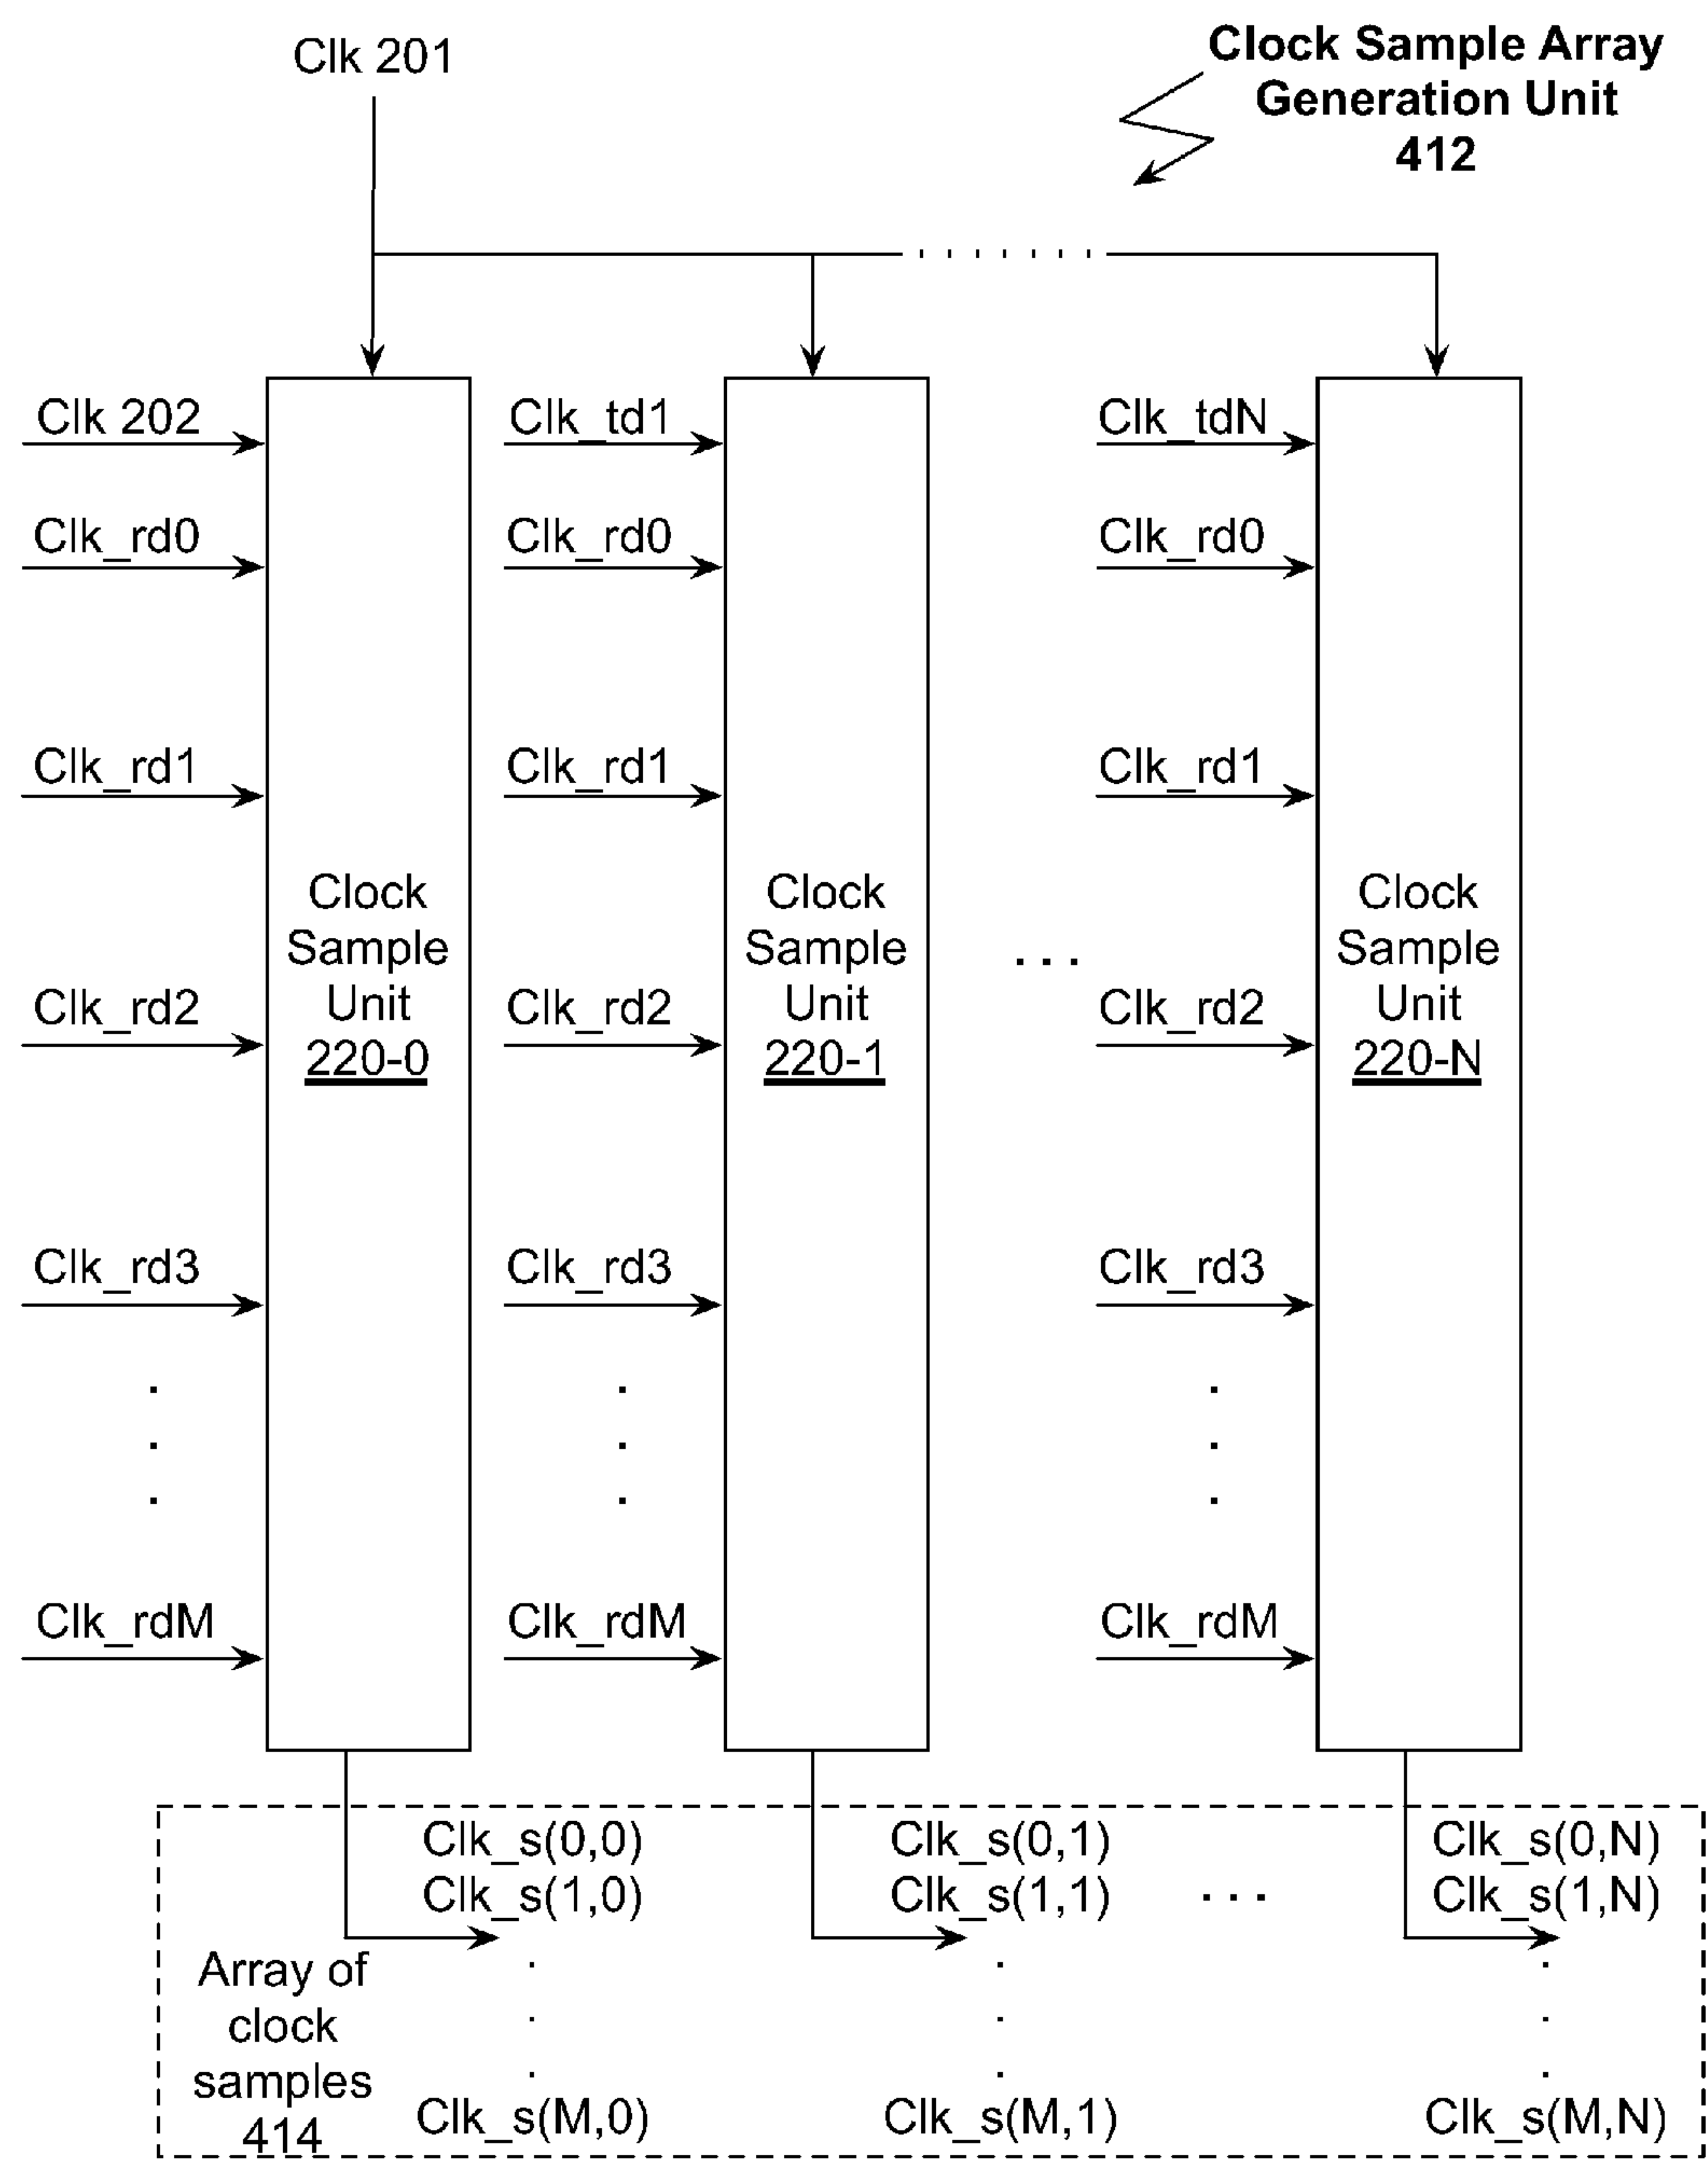 Clk 201
Clock Sample Array
Generation Unit
412
Clk 202
Clk_td1
Clk_tdN
Clk_rd0
Clk_rd0
Clk_rd0
Clk_rd1
Clk_rd1
Clk_rd1
Clock
Sample
Unit
220-0
Clock
Sample
Unit
220-1
. . .
Clock
Sample
Unit
220-N
Clk_rd2
Clk_rd2
Clk_rd2
Clk_rd3
Clk_rd3
Clk_rd3
Clk_rdM
Clk_rdM
Clk_rdM
Clk_s(0,0)
Clk_s(1,0)
Clk_s(M,0)
Clk_s(0,1)
Clk_s(1,1)
Clk_s(M,1)
. . .
Clk_s(0,N)
Clk_s(1,N)
Clk_s(M,N)
Array of
clock
samples
414